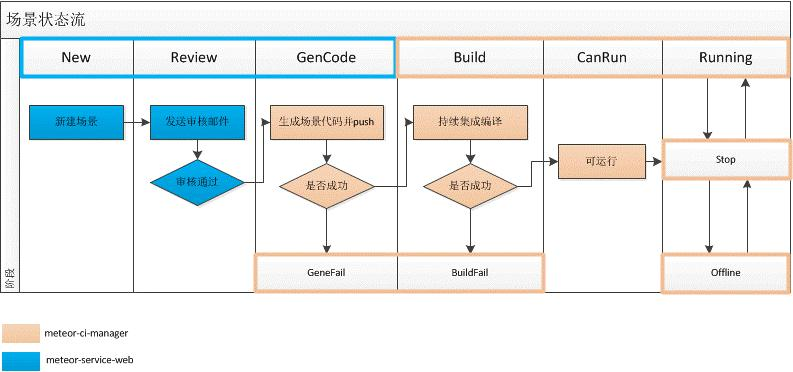 场景状态流
New
Review
GenCode
Build
CanRun
Running
新建场景
发送审核邮件
生成场景代码并push
持续集成编译
审核通过
是否成功
是否成功
可运行
Stop
GeneFail
BuildFail
Offline
阶段
meteor-ci-manager
meteor-service-web